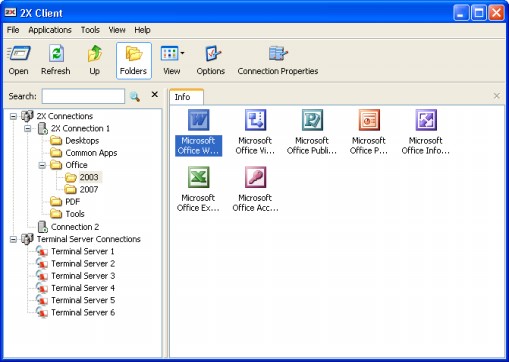 2X 2X Client
File Applications Tools View Help
Open Refresh Up Folders View Options Connection Properties
Search:
Info
2X Connections
2X Connection 1
Desktops
Common Apps
Office
2003
2007
PDF
Tools
Connection 2
Terminal Server Connections
Terminal Server 1
Terminal Server 2
Terminal Server 3
Terminal Server 4
Terminal Server 5
Terminal Server 6
Microsoft
Office W...
Microsoft
Office Vi...
Microsoft
Office Publi...
Microsoft
Office P...
Microsoft
Office Info...
Microsoft
Office Ex...
Microsoft
Office Acc...